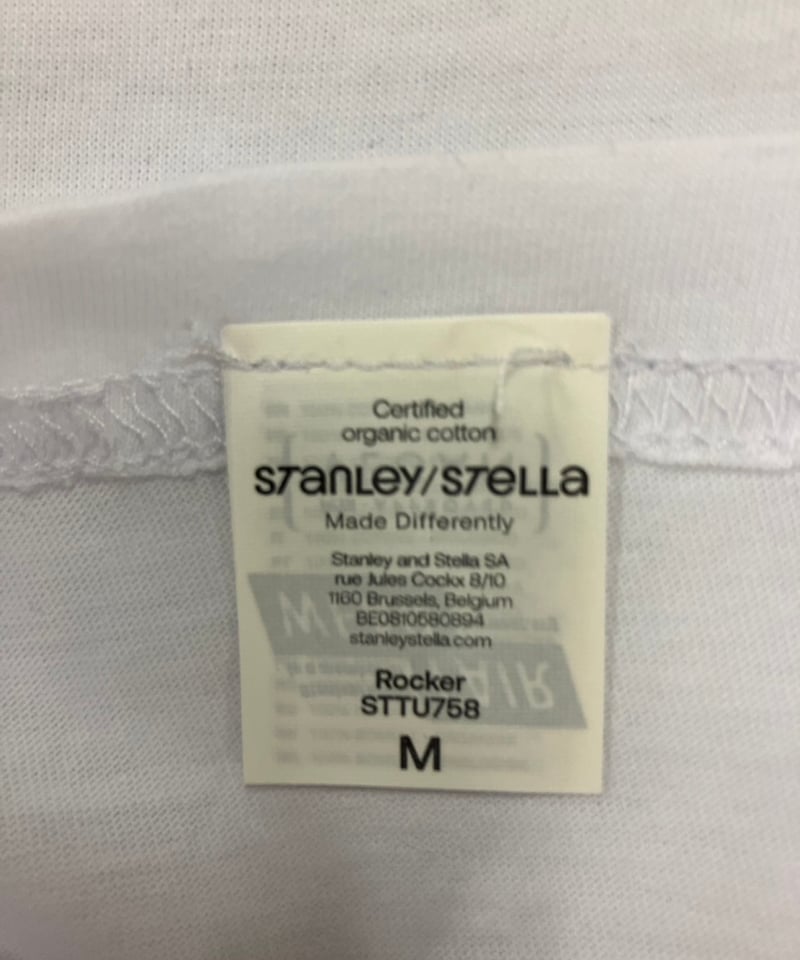 Certified
organic cotton
STANLEY/STELLA
Made Differently
Stanley and Stella SA
rue Jules Cockx 8/10
1160 Brussels, Belgium
BE0810580894
stanleystella.com
Rocker
STTU758
M